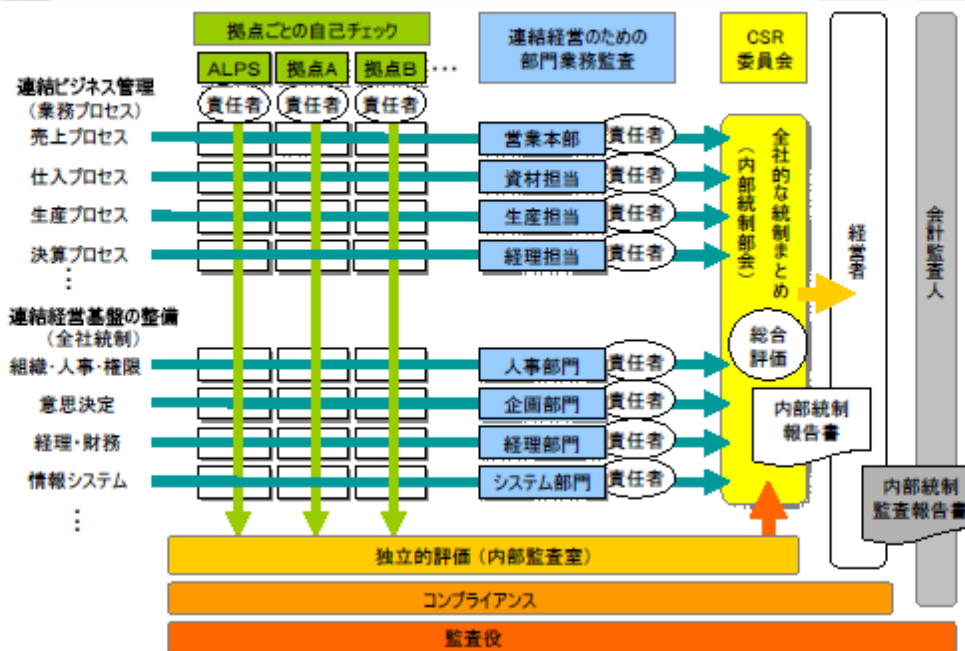 拠点ごとの自己チェック
連結経営のための
部門業務監査
CSR
委員会
ALPS
拠点A
拠点B
・・・
連結ビジネス管理
(業務プロセス)
責任者
責任者
責任者
売上プロセス
営業本部
責任者
仕入プロセス
資材担当
責任者
生産プロセス
生産担当
責任者
決算プロセス
経理担当
責任者
⋮
全社的な統制まとめ
(内部統制部会)
経営者
会計監査人
連結経営基盤の整備
(全社統制)
総合
評価
組織・人事・権限
人事部門
責任者
意思決定
企画部門
責任者
経理・財務
経理部門
責任者
情報システム
システム部門
責任者
⋮
内部統制
報告書
内部統制
監査報告書
独立的評価(内部監査室)
コンプライアンス
監査役